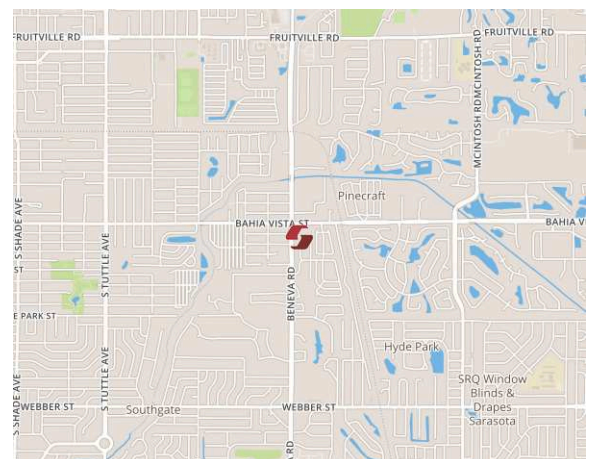 FRUITVILLE RD
FRUITVILLE RD
FRUITVILLE RD
MCINTOSH RD
MCINTOSH RD
Pinecraft
BAHIA VISTA ST
BAHIA V
S SHADE AVE
S TUTTLE AVE
ST
BENEVA RD
E PARK ST
Hyde Park
S TUTTLE AVE
S SHADE AVE
SRQ Window
Blinds &
Drapes
Sarasota
WEBBER ST
Southgate
WEBBER ST
RD